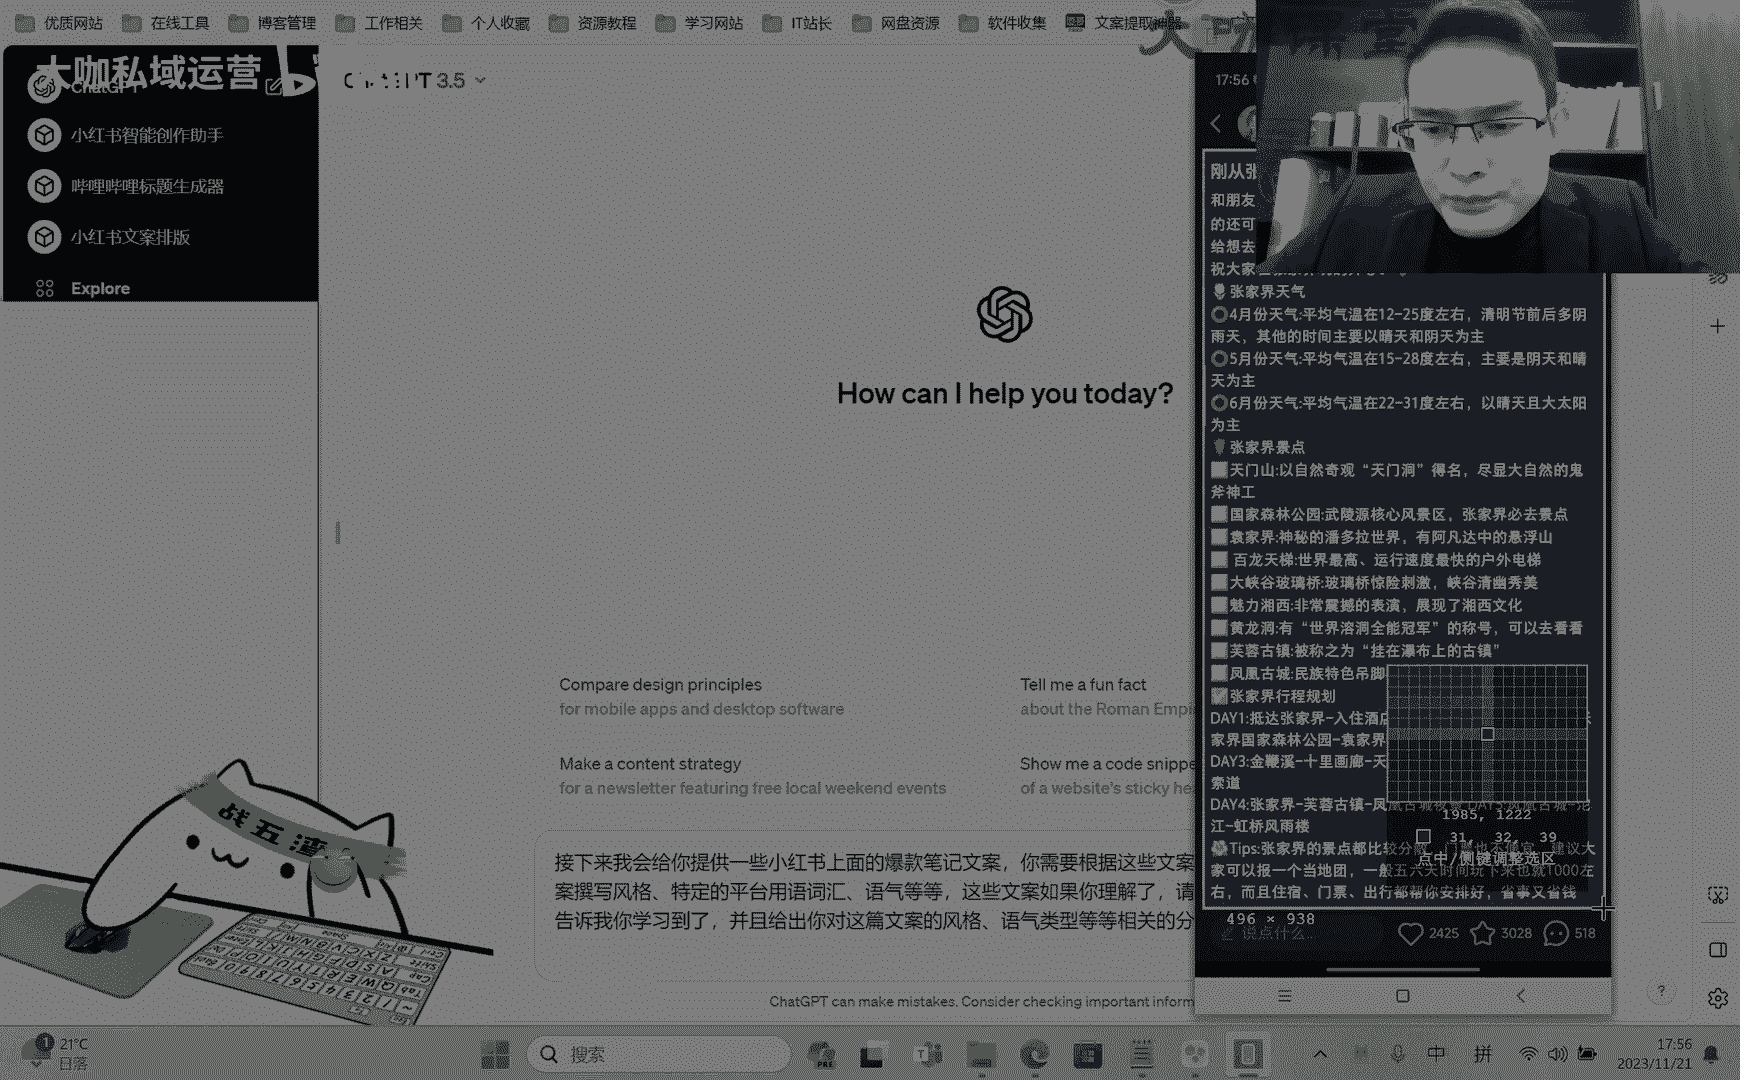 优质网站
在线工具
博客管理
工作相关
个人收藏
资源教程
学习网站
IT站长
网盘资源
软件收集
文案提取神器
大咖私域运营
ChatGPT
小红书智能创作助手
哔哩哔哩标题生成器
小红书文案排版
Explore
3.5
How can I help you today?
Compare design principles
for mobile apps and desktop software
Tell me a fun fact
about the Roman Empi
Make a content strategy
for a newsletter featuring free local weekend events
Show me a code snippe
of a website's sticky he
接下来我会给你提供一些小红书上面的爆款笔记文案，你需要根据这些文案
案撰写风格、特定的平台用语词汇、语气等等，这些文案如果你理解了，请
告诉我你学习到了，并且给出你对这篇文案的风格、语气类型等等相关的分
ChatGPT can make mistakes. Consider checking important inform
17:56
刚从张
和朋友
的还可
给想去
祝大家
张家界天气
4月份天气:平均气温在12-25度左右，清明节前后多阴
雨天，其他的时间主要以晴天和阴天为主
5月份天气:平均气温在15-28度左右，主要是阴天和晴
天为主
6月份天气:平均气温在22-31度左右，以晴天且大太阳
为主
张家界景点
天门山:以自然奇观“天门洞”得名，尽显大自然的鬼
斧神工
国家森林公园:武陵源核心风景区，张家界必去景点
袁家界:神秘的潘多拉世界，有阿凡达中的悬浮山
百龙天梯:世界最高、运行速度最快的户外电梯
大峡谷玻璃桥:玻璃桥惊险刺激，峡谷清幽秀美
魅力湘西:非常震撼的表演，展现了湘西文化
黄龙洞:有“世界溶洞全能冠军”的称号，可以去看看
芙蓉古镇:被称之为“挂在瀑布上的古镇”
凤凰古城:民族特色吊脚
张家界行程规划
DAY1:抵达张家界-入住酒店
家界国家森林公园-袁家界
DAY3:金鞭溪-十里画廊-天
索道
DAY4:张家界-芙蓉古镇-凤凰古城夜景 DAY5:凤凰古城-沱
江-虹桥风雨楼
Tips:张家界的景点都比较分散，门票也不便宜，建议大
家可以报一个当地团，一般五六天时间玩下来也就1000左
右，而且住宿、门票、出行都帮你安排好，省事又省钱
1985, 1222
31, 32, 39
点中/侧键调整选区
496 × 938
说点什么...
2425
3028
518
战五渣
1
21°C
日落
搜索
PRE
中
拼
17:56
2023/11/21